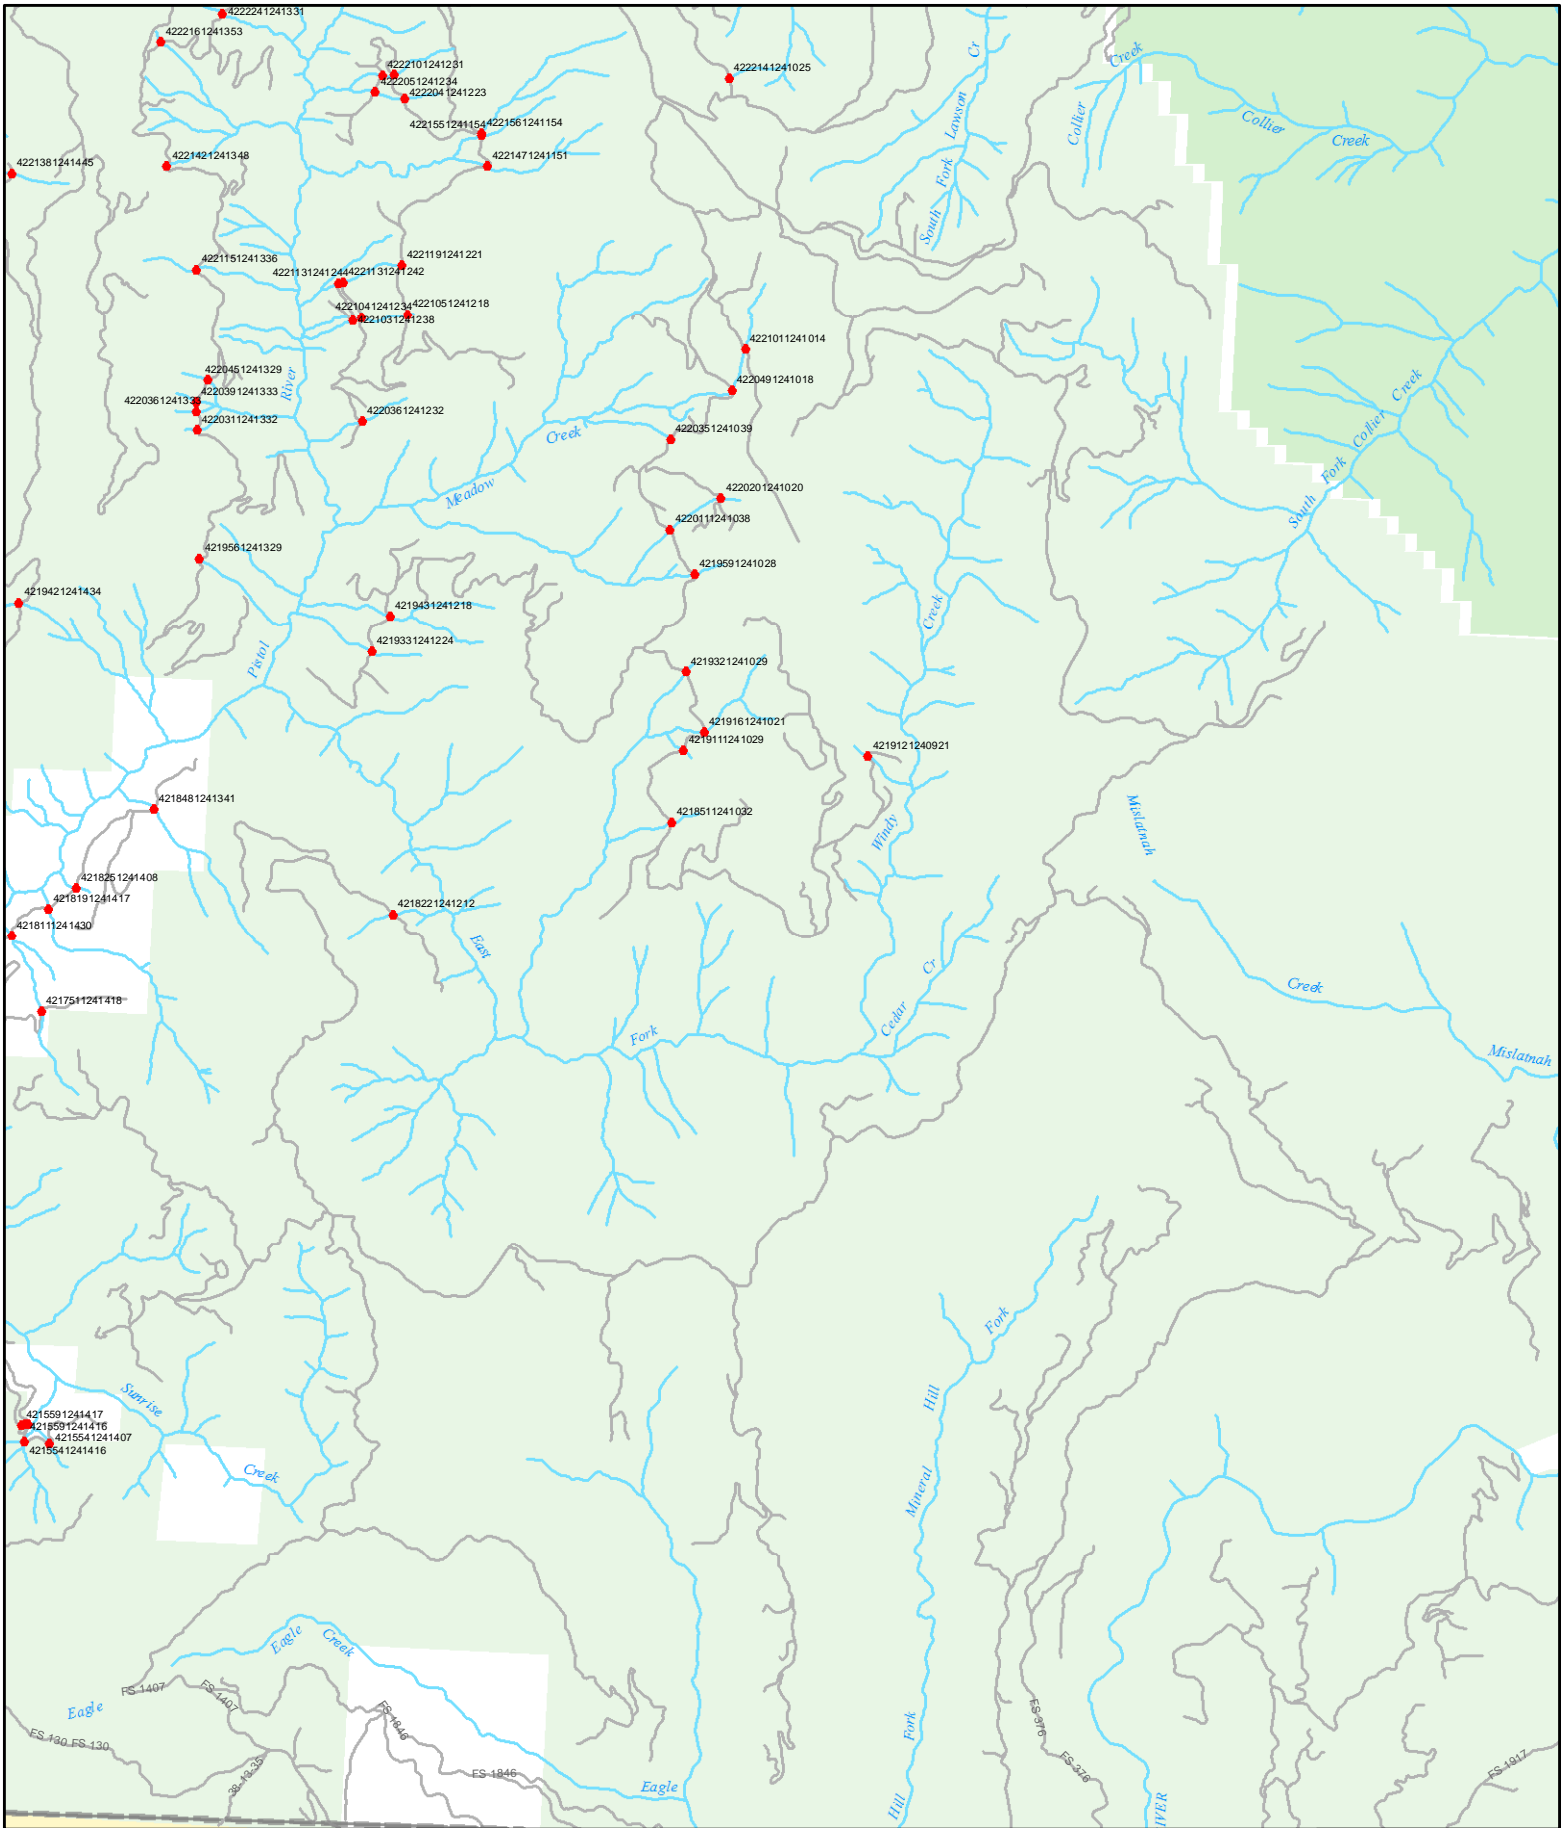 4222241241331
4222161241353
4222101241231
4222051241234
4222041241223
4222141241025
Lawson Cr
Creek
Collier
Collier
Creek
4221551241154
4221561241154
4221471241151
4221421241348
4221381241445
South Fork
4221151241336
4221191241221
4221131241244
4221131241242
4221041241234
4221051241218
4221031241238
4221011241014
River
4220451241329
4220391241333
4220361241333
4220311241332
4220361241232
4220491241018
4220351241039
Creek
Meadow
4220201241020
4220111241038
South Fork Collier Creek
4219561241329
4219591241028
4219421241434
4219431241218
4219331241224
Creek
Pistol
4219321241029
4219161241021
4219111241029
4219121240921
4218481241341
4218511241032
Windy
Mislatnah
4218251241408
4218191241417
4218221241212
4218111241430
East
Cr
Cedar
Creek
4217511241418
Fork
Mislatnah
Fork
Hill
Mineral
Sunrise
4215591241417
4215591241416
4215541241407
4215541241416
Creek
Eagle Creek
FS 1407
FS 1407
Eagle
FS 130 FS 130
38-13-35
FS 1846
FS 1846
Eagle
Fork
Hill
FS 376
FS 376
FS 1917
IVER